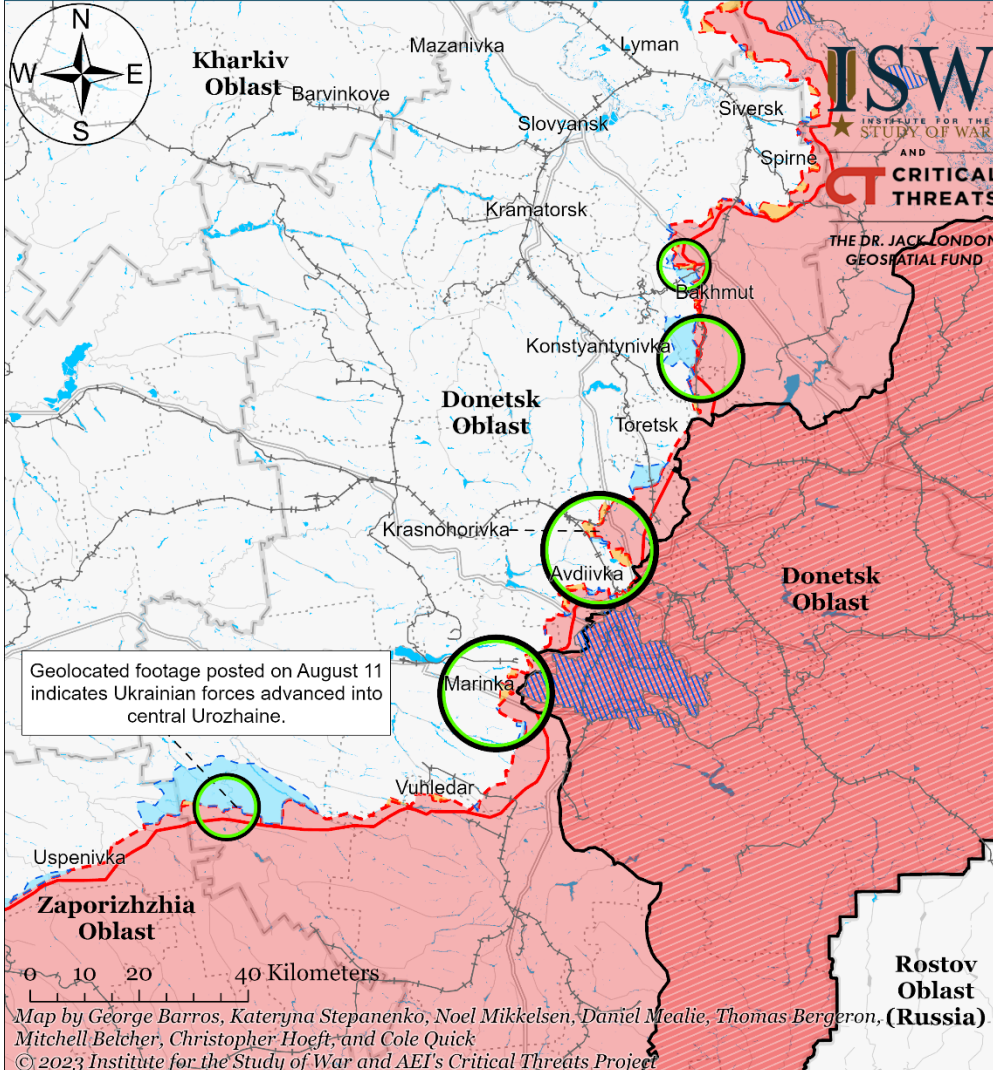 N
W
E
S
Kharkiv
Oblast
Mazanivka
Lyman
Barvinkove
Slovyansk
Siversk
Spirne
Kramatorsk
ISW
INSTITUTE FOR THE
STUDY OF WAR
AND
CT CRITICAL
THREATS
THE DR. JACK LONDON
GEOSPATIAL FUND
Bakhmut
Konstyantynivka
Donetsk
Oblast
Toretsk
Krasnohorivka
Avdiivka
Donetsk
Oblast
Marinka
Geolocated footage posted on August 11
indicates Ukrainian forces advanced into
central Urozhaine.
Vuhledar
Uspenivka
Zaporizhzhia
Oblast
Rostov
Oblast
(Russia)
0 10 20 40 Kilometers
Map by George Barros, Kateryna Stepanenko, Noel Mikkelsen, Daniel Mealie, Thomas Bergeron,
Mitchell Belcher, Christopher Hoeft, and Cole Quick
© 2023 Institute for the Study of War and AEI's Critical Threats Project